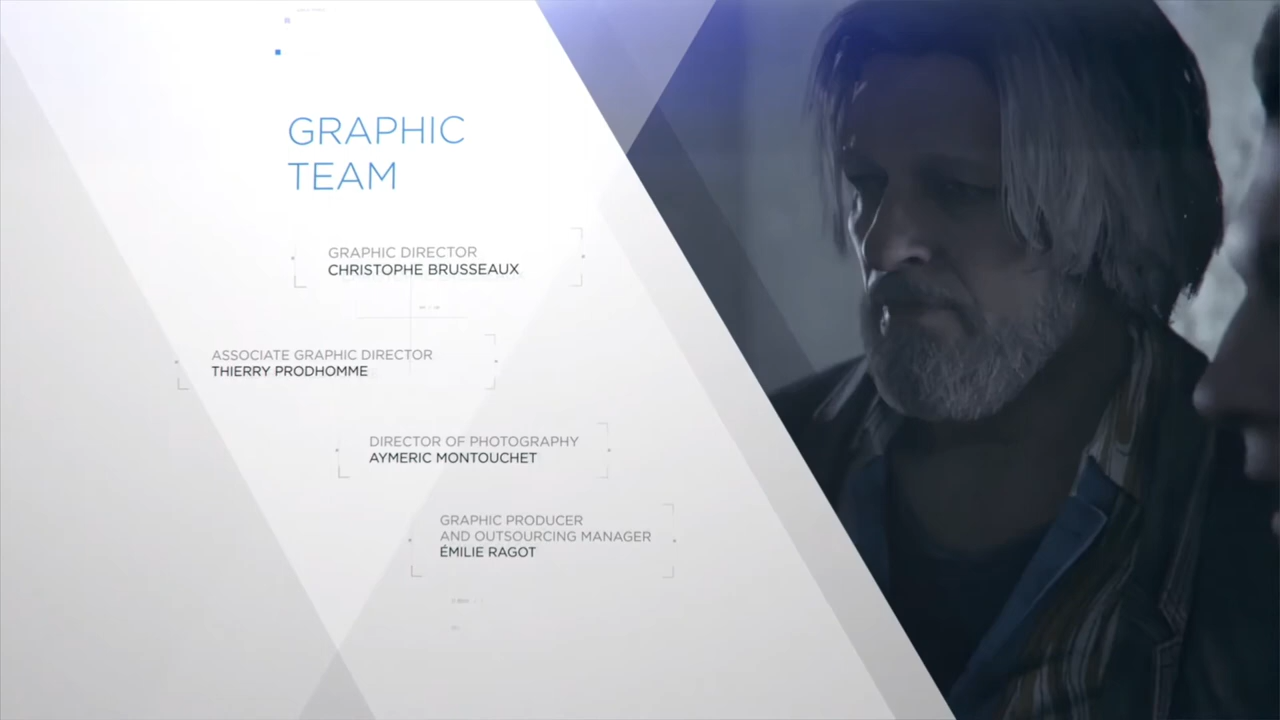 GRAPHIC
TEAM
GRAPHIC DIRECTOR
CHRISTOPHE BRUSSEAUX
ASSOCIATE GRAPHIC DIRECTOR
THIERRY PRODHOMME
DIRECTOR OF PHOTOGRAPHY
AYMERIC MONTOUCHET
GRAPHIC PRODUCER
AND OUTSOURCING MANAGER
ÉMILIE RAGOT